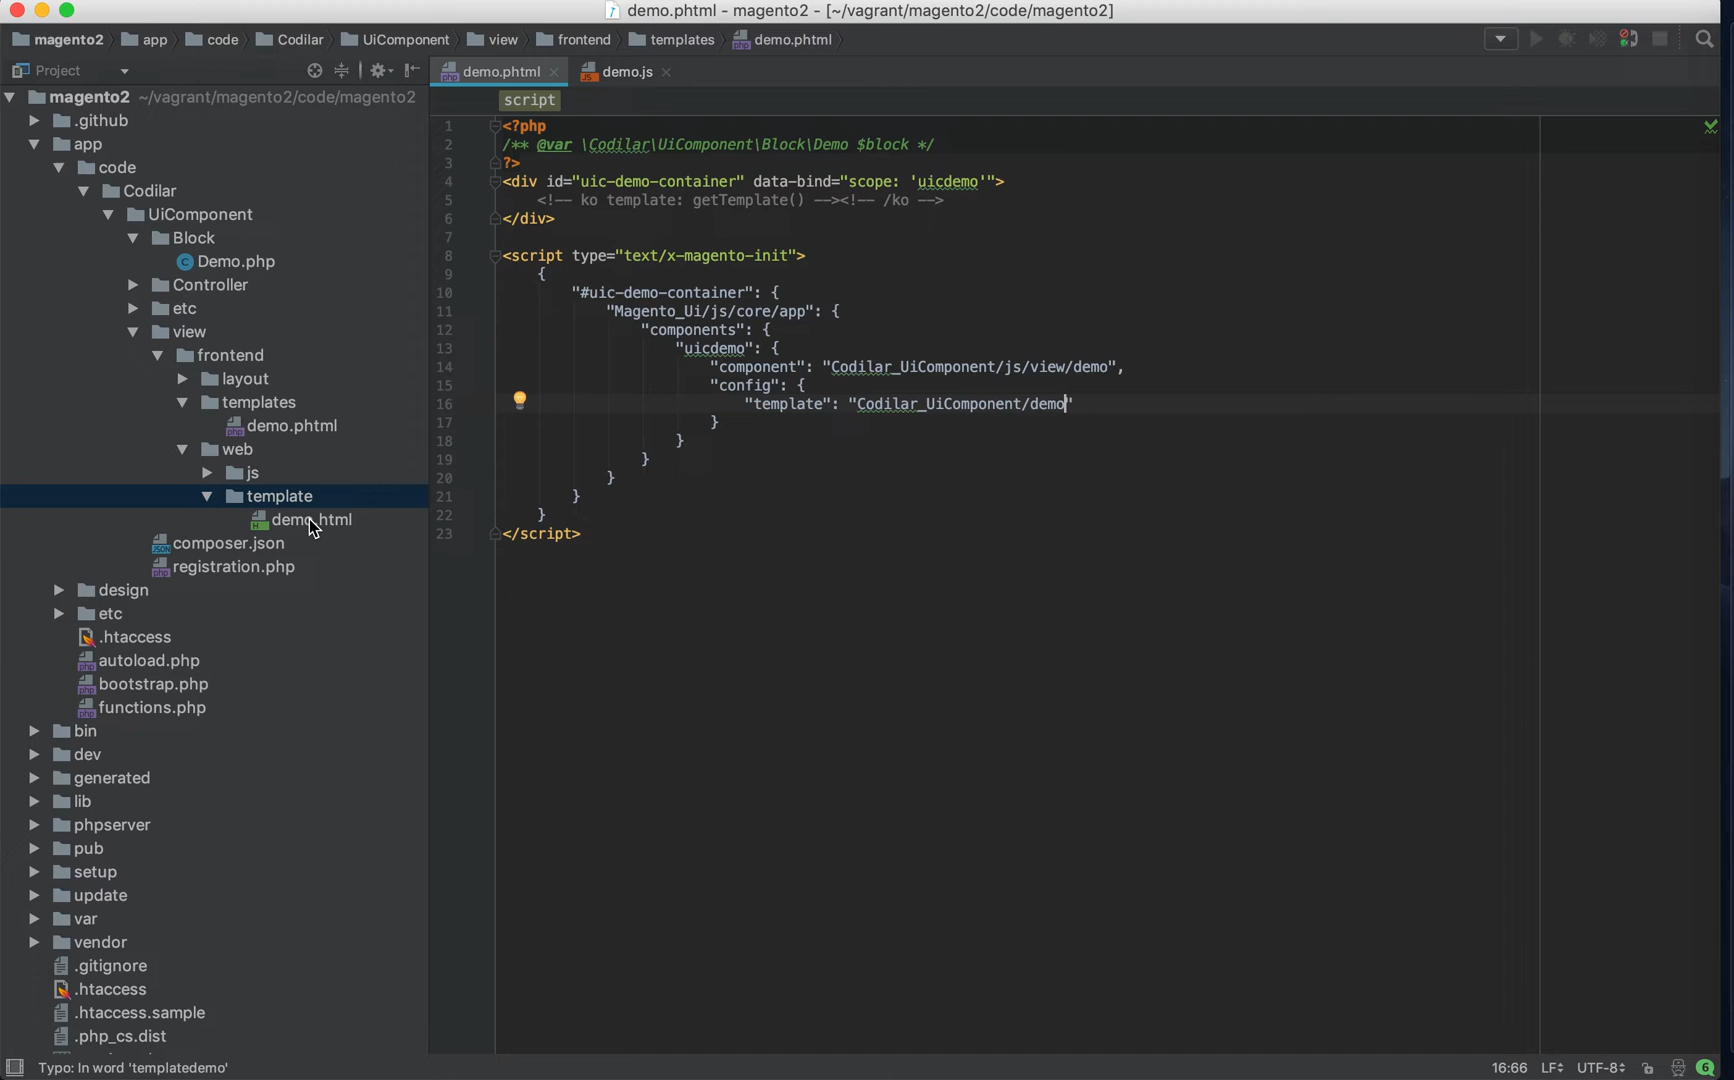 demo.phtml - magento2 - [~/vagrant/magento2/code/magento2]
magento2 app code Codilar UiComponent view frontend templates demo.phtml
Project
demo.phtml demo.js
script
magento2 ~/vagrant/magento2/code/magento2
.github
app
code
Codilar
UiComponent
Block
Demo.php
Controller
etc
view
frontend
layout
templates
demo.phtml
web
js
template
demo.html
composer.json
registration.php
design
etc
.htaccess
autoload.php
bootstrap.php
functions.php
bin
dev
generated
lib
phpserver
pub
setup
update
var
vendor
.gitignore
.htaccess
.htaccess.sample
.php_cs.dist
1 <?php
2 /** @var \Codilar\UiComponent\Block\Demo $block */
3 ?>
4 <div id="uic-demo-container" data-bind="scope: 'uicdemo'">
5 <!-- ko template: getTemplate() --><!-- /ko -->
6 </div>
7
8 <script type="text/x-magento-init">
9 {
10 "#uic-demo-container": {
11 "Magento_Ui/js/core/app": {
12 "components": {
13 "uicdemo": {
14 "component": "Codilar_UiComponent/js/view/demo",
15 "config": {
16 "template": "Codilar_UiComponent/demo"
17 }
18 }
19 }
20 }
21 }
22 }
23 </script>
Typo: In word 'templatedemo'
16:66 LF UTF-8 6